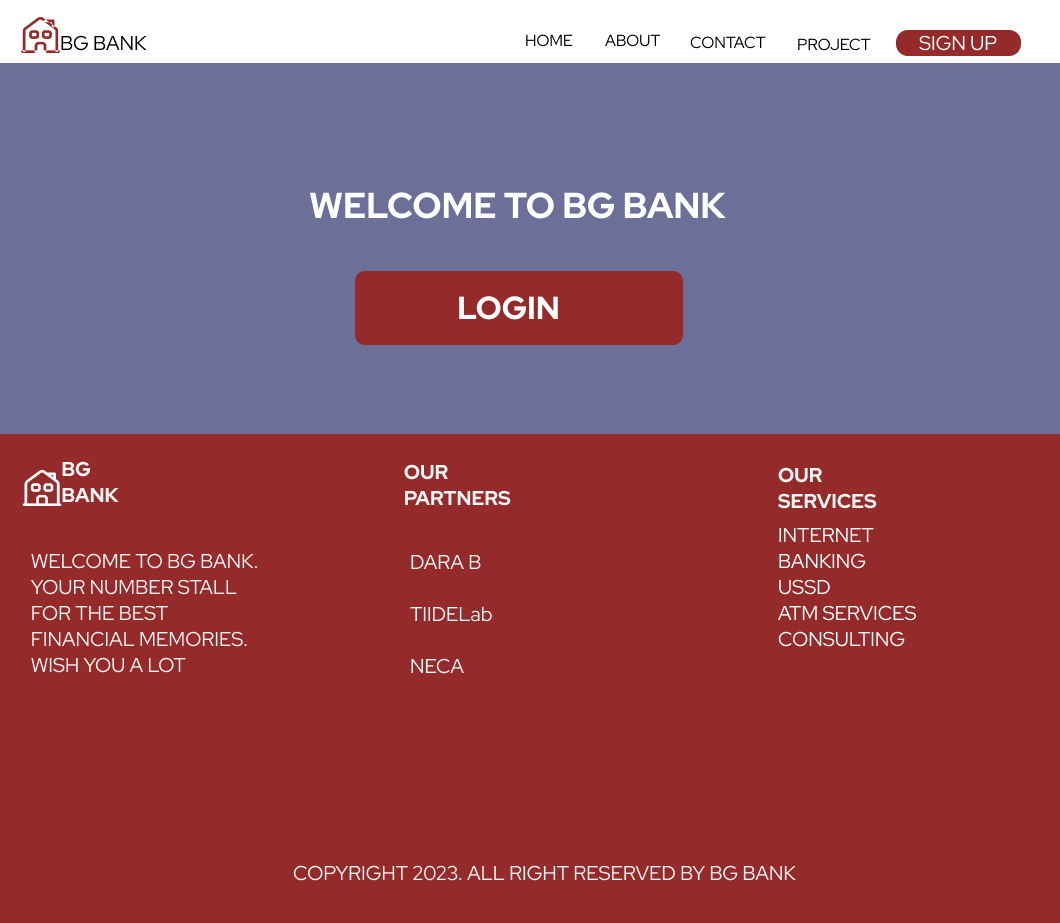 BG BANK
HOME
ABOUT
CONTACT
PROJECT
SIGN UP
WELCOME TO BG BANK
LOGIN
BG
BANK
WELCOME TO BG BANK.
YOUR NUMBER STALL
FOR THE BEST
FINANCIAL MEMORIES.
WISH YOU A LOT
OUR
PARTNERS
DARA B
TIIDELab
NECA
OUR
SERVICES
INTERNET
BANKING
USSD
ATM SERVICES
CONSULTING
COPYRIGHT 2023. ALL RIGHT RESERVED BY BG BANK